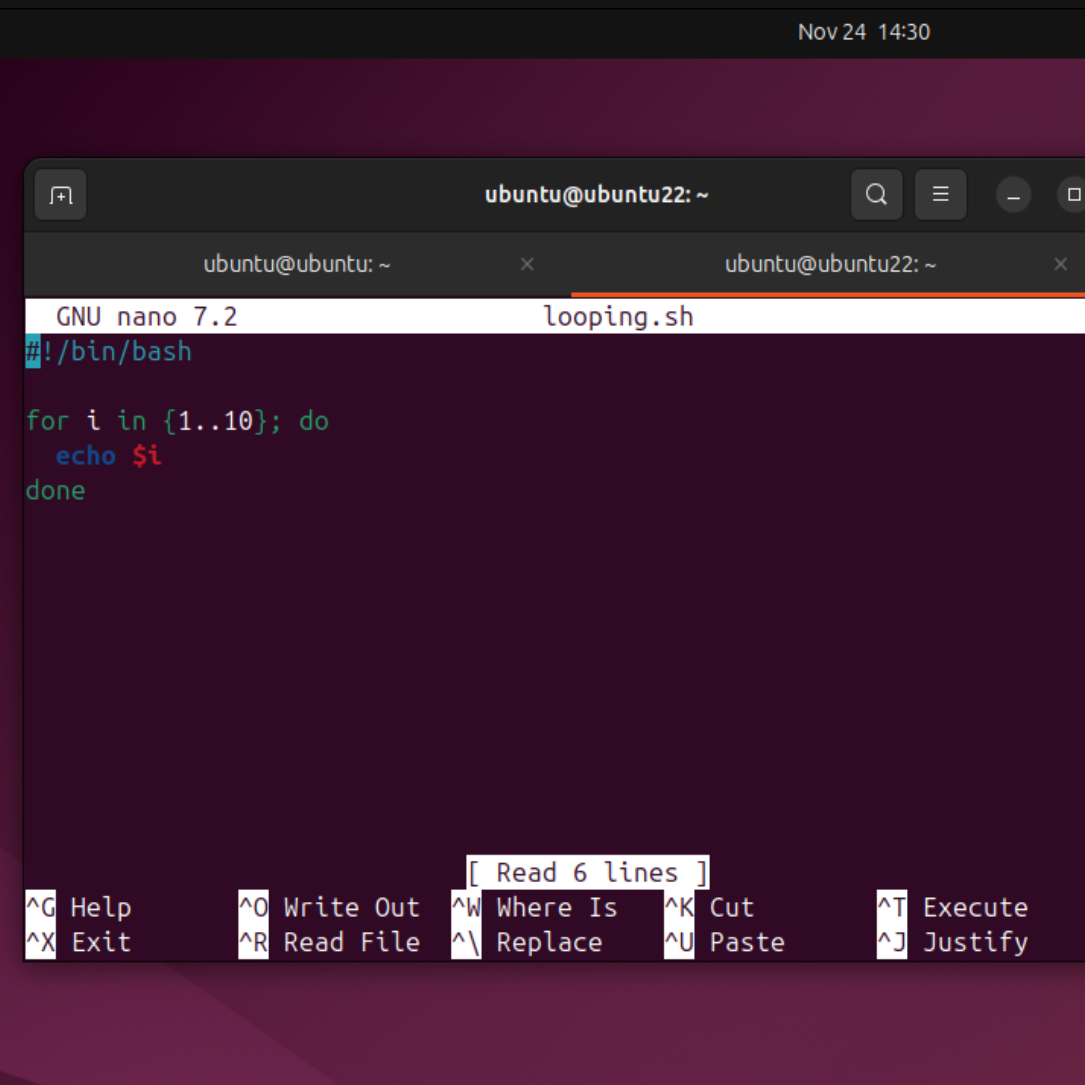 Nov 24 14:30
ubuntu@ubuntu22: ~
ubuntu@ubuntu: ~ ubuntu@ubuntu22: ~
GNU nano 7.2 looping.sh
#!/bin/bash
for i in {1..10}; do
  echo $i
done
[ Read 6 lines ]
^G Help ^O Write Out ^W Where Is ^K Cut ^T Execute
^X Exit ^R Read File ^\ Replace ^U Paste ^J Justify